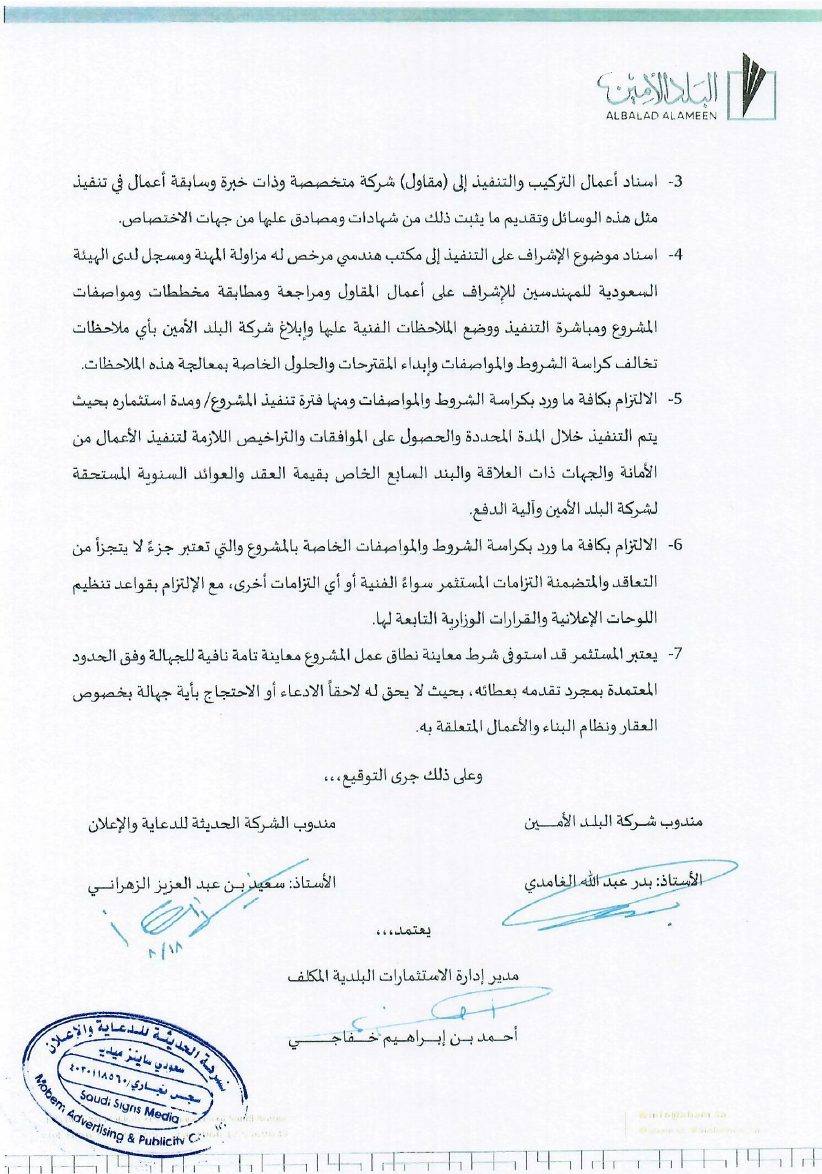 البلد الأمين
ALBALAD ALAMEEN
3- اسناد أعمال التركيب والتنفيذ إلى (مقاول) شركة متخصصة وذات خبرة وسابقة أعمال في تنفيذ
مثل هذه الوسائل وتقديم ما يثبت ذلك من شهادات ومصادق عليها من جهات الاختصاص.
4- اسناد موضوع الإشراف على التنفيذ إلى مكتب هندسي مرخص له مزاولة المهنة ومسجل لدى الهيئة
السعودية للمهندسين للإشراف على أعمال المقاول ومراجعة ومطابقة مخططات ومواصفات
المشروع ومباشرة التنفيذ ووضع الملاحظات الفنية عليها وإبلاغ شركة البلد الأمين بأي ملاحظات
تخالف كراسة الشروط والمواصفات وإبداء المقترحات والحلول الخاصة بمعالجة هذه الملاحظات.
5- الالتزام بكافة ما ورد بكراسة الشروط والمواصفات ومنها فترة تنفيذ المشروع/ ومدة استثماره بحيث
يتم التنفيذ خلال المدة المحددة والحصول على الموافقات والتراخيص اللازمة لتنفيذ الأعمال من
الأمانة والجهات ذات العلاقة والبند السابع الخاص بقيمة العقد والعوائد السنوية المستحقة
لشركة البلد الأمين وآلية الدفع.
6- الالتزام بكافة ما ورد بكراسة الشروط والمواصفات الخاصة بالمشروع والتي تعتبر جزءً لا يتجزأ من
التعاقد والمتضمنة التزامات المستثمر سواءً الفنية أو أي التزامات أخرى، مع الإلتزام بقواعد تنظيم
اللوحات الإعلانية والقرارات الوزارية التابعة لها.
7- يعتبر المستثمر قد استوفى شرط معاينة نطاق عمل المشروع معاينة تامة نافية للجهالة وفق الحدود
المعتمدة بمجرد تقدمه بعطائه، بحيث لا يحق له لاحقاً الادعاء أو الاحتجاج بأية جهالة بخصوص
العقار ونظام البناء والأعمال المتعلقة به.
وعلى ذلك جرى التوقيع،،،
مندوب شركة البلد الأمين
مندوب الشركة الحديثة للدعاية والإعلان
الأستاذ: بدر عبد الله الغامدي
الأستاذ: سعيد بن عبد العزيز الزهراني
٨/١٨
يعتمد،،،
مدير إدارة الاستثمارات البلدية المكلف
أحمد بن إبراهيم خفاجي
شركة الحديثة للدعاية والإعلان
سعودي ساينز ميديا
سجل تجاري/٤٠٣٠١١٨٥٦٠
Saudi Signs Media
Advertising & Publicity